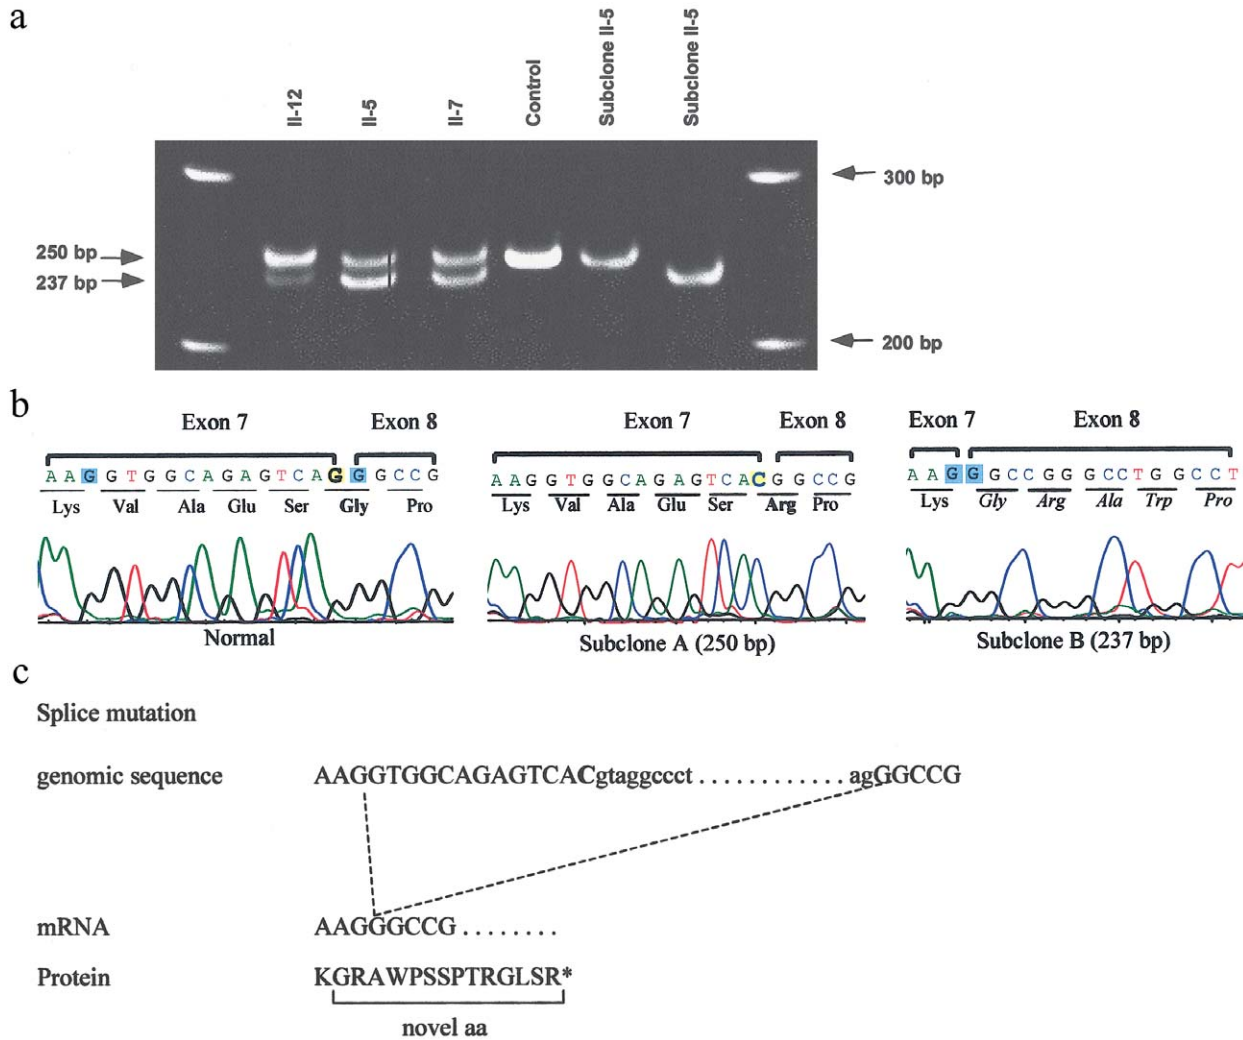 a
II-12
II-5
II-7
Control
Subclone II-5
Subclone II-5
300 bp
250 bp
237 bp
200 bp
b
Exon 7
Exon 8
Exon 7
Exon 8
Exon 7
Exon 8
A A G G T G G C A G A G T C A G G G C C G
A A G G T G G C A G A G T C A C G G C C G
A A G G G C C G G G C C T G G C C T
Lys Val Ala Glu Ser Gly Pro
Lys Val Ala Glu Ser Arg Pro
Lys Gly Arg Ala Trp Pro
Normal
Subclone A (250 bp)
Subclone B (237 bp)
c
Splice mutation
genomic sequence
AAGGTGGCAGAGTCACgtaggccct . . . . . . . . . . . . agGGCCG
mRNA
AAGGGCCG . . . . . . . .
Protein
KGRAWPSSPTRGLSR*
novel aa